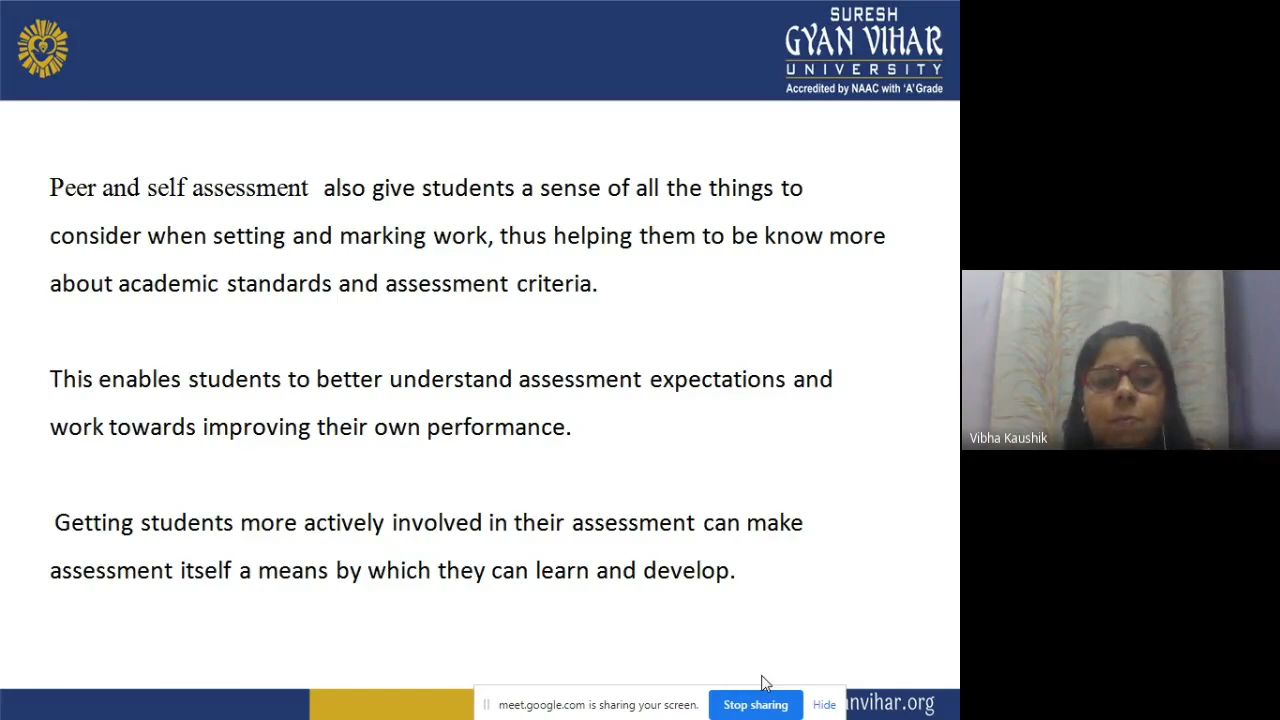 SURESH
GYAN VIHAR
UNIVERSITY
Accredited by NAAC with 'A' Grade
Peer and self assessment also give students a sense of all the things to
consider when setting and marking work, thus helping them to be know more
about academic standards and assessment criteria.
This enables students to better understand assessment expectations and
work towards improving their own performance.
Getting students more actively involved in their assessment can make
assessment itself a means by which they can learn and develop.
Vibha Kaushik
meet.google.com is sharing your screen.
Stop sharing
Hide
nvihar.org